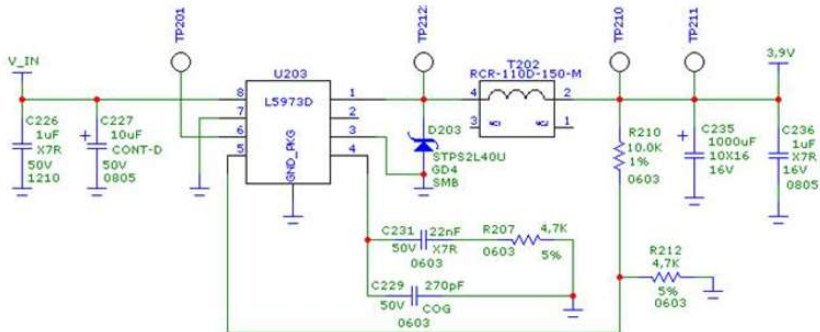 TP201
TP212
TP210
TP211
V_IN
U203
T202
RCR-110D-150-M
3,9V
8
7
6
5
L5973D
GND_PKG
1
2
3
4
4
2
3
NC1
NC2
1
C226
1uF
X7R
50V
1210
C227
+
10uF
CONT-D
50V
0805
D203
STPS2L40U
GD4
SMB
R210
10.0K
1%
0603
C235
+
1000uF
10X16
16V
C236
1uF
X7R
16V
0805
C231
22nF
50V
X7R
0603
R207
4,7K
0603
5%
C229
270pF
50V
COG
0603
R212
4,7K
5%
0603